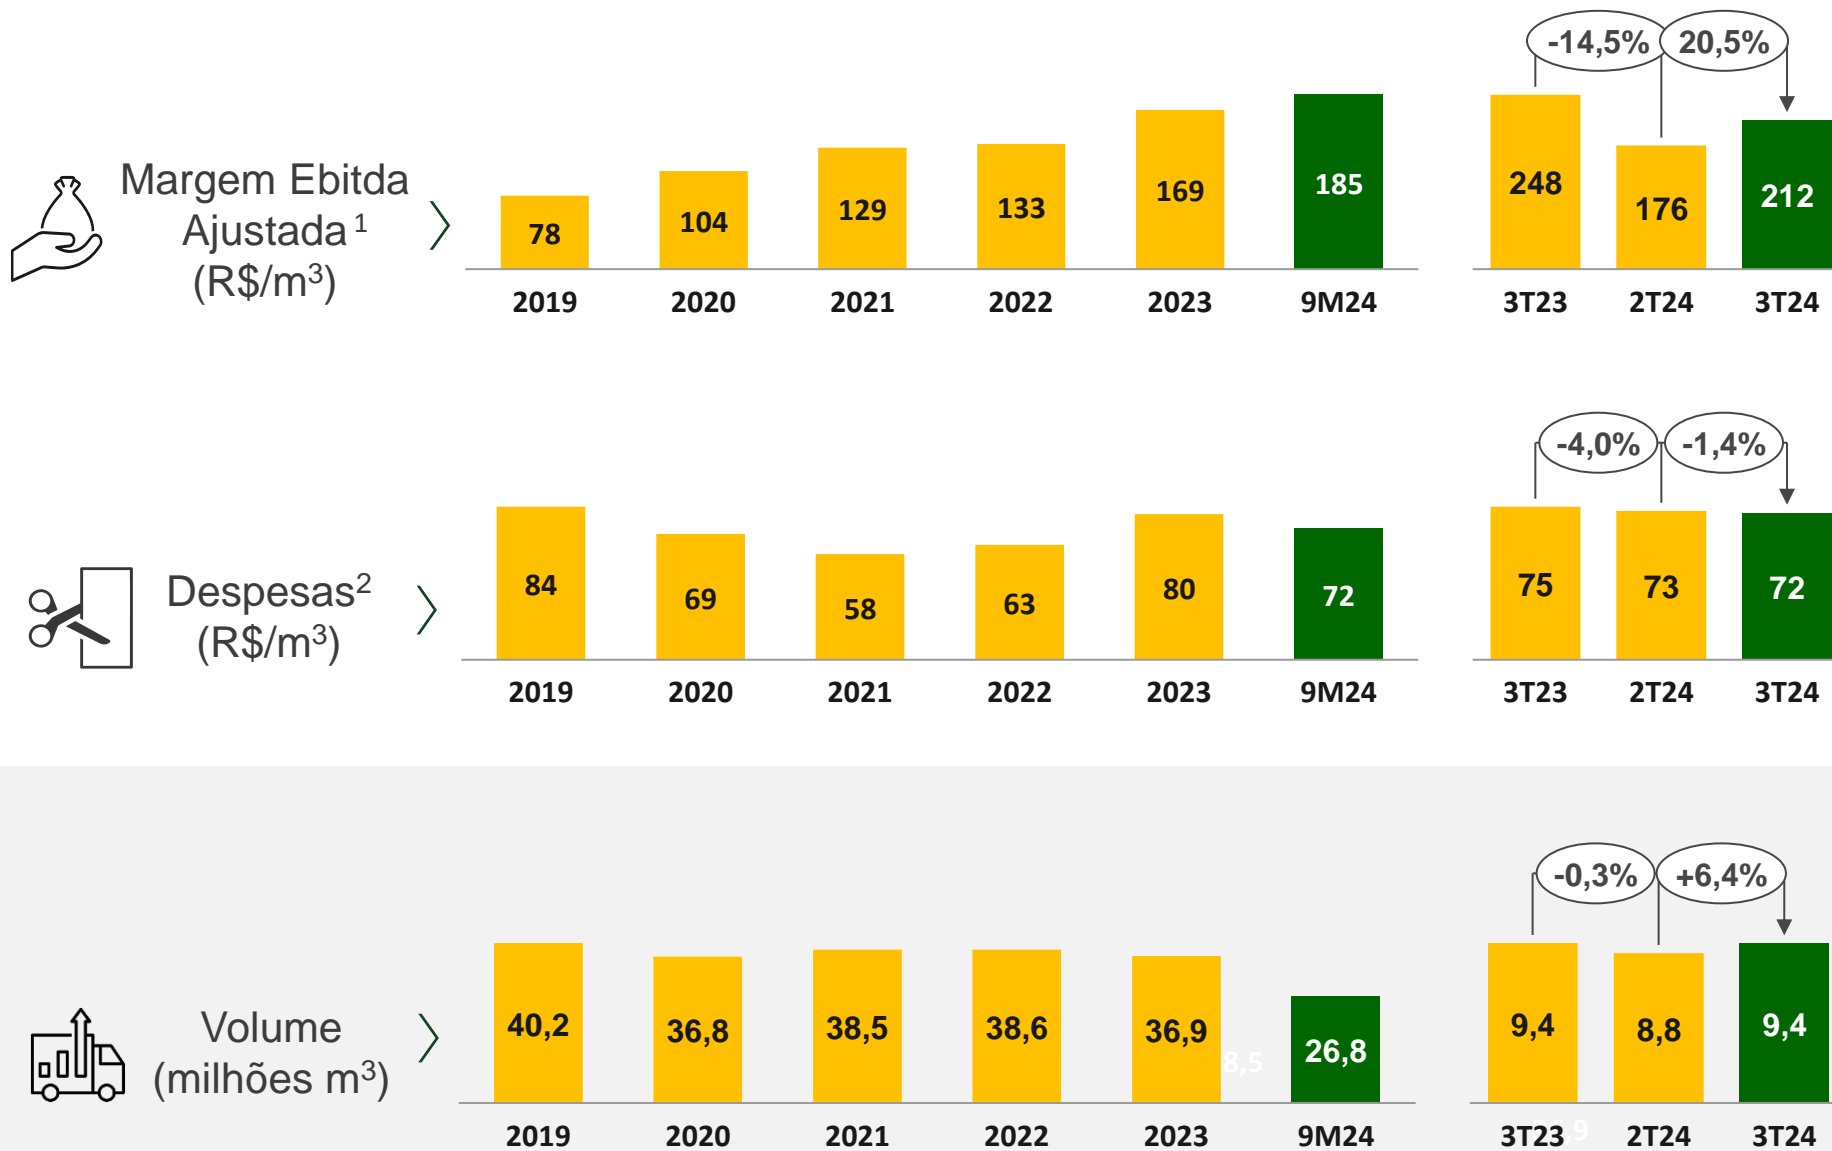 -14,5% 20,5%
Margem Ebitda
Ajustada¹
(R$/m³)
78 104 129 133 169 185 248 176 212
2019 2020 2021 2022 2023 9M24 3T23 2T24 3T24
-4,0% -1,4%
Despesas²
(R$/m³)
84 69 58 63 80 72 75 73 72
2019 2020 2021 2022 2023 9M24 3T23 2T24 3T24
-0,3% +6,4%
Volume
(milhões m³)
40,2 36,8 38,5 38,6 36,9 26,8 9,4 8,8 9,4
8,5
2019 2020 2021 2022 2023 9M24 3T23 2T24 3T24